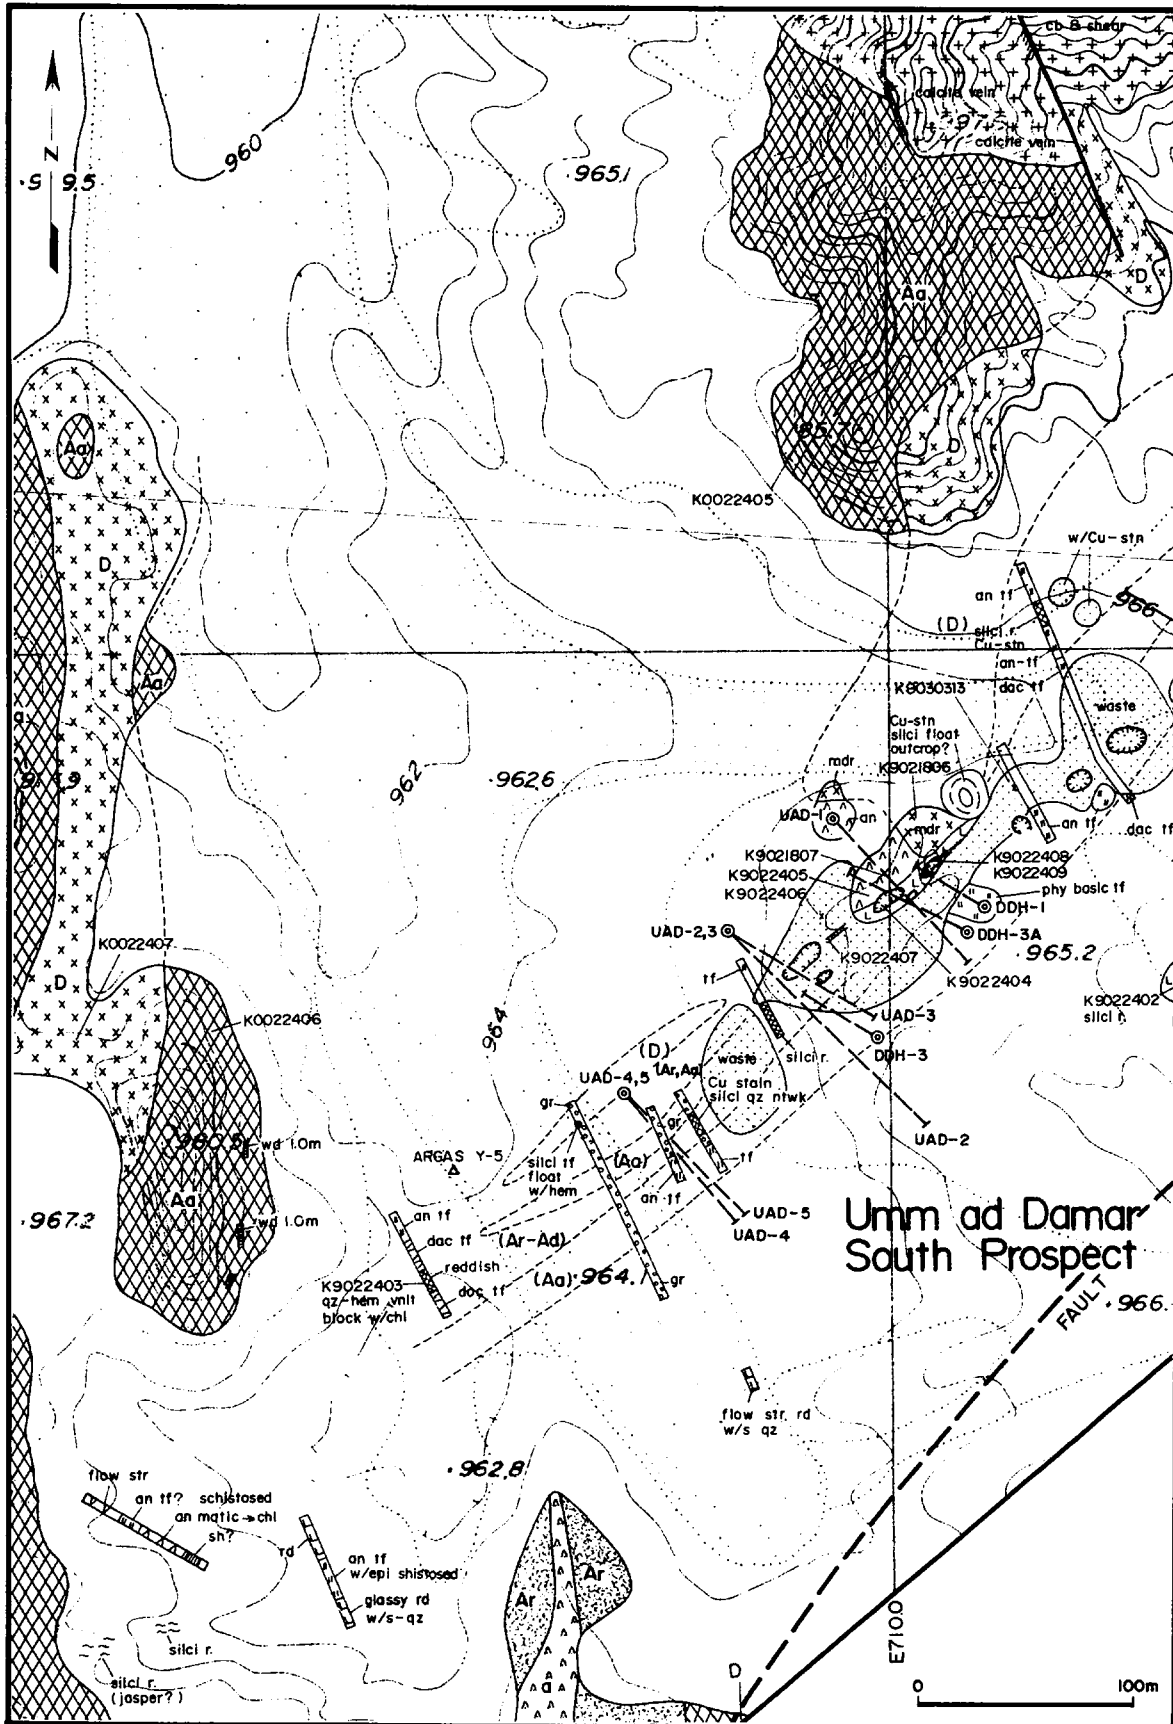 cb & shear
calcite vein
calcite vein
N
960
965.1
Aa
D
Aa
D
Aa
D
K0022405
w/Cu-stn
an tf
966
(D)
silci r.
Cu-stn
an-tf
dac tf
K8030313
waste
Cu-stn
silci float
outcrop?
mdr
K9021806
962
962.6
UAD-1
an
mdr
an tf
dac tf
K9021807
K9022405
K9022406
K9022408
K9022409
phy basic tf
DDH-1
DDH-3A
UAD-2,3
965.2
K9022407
K9022404
tf
K9022402
silci r.
K0022407
D
K0022406
964
UAD-3
DDH-3
silci r.
(D)
(Ar,Aa)
waste
Cu stain
silci qz ntwk
UAD-4,5
gr
gr
UAD-2
980.5
wd 1.0m
ARGAS Y-5
silci tf
float
w/hem
(Aa)
tf
an tf
Aa
wd 1.0m
967.2
UAD-5
UAD-4
Umm ad Damar
South Prospect
an tf
dac tf
(Ar-Ad)
reddish
(Aa)
964.1
gr
K9022403
qz-hem vnlt
block w/chl
dac tf
FAULT
966.
flow str, rd
w/s qz
962.8
flow str
an tf? schistosed
an matic→chl
sh?
rd
an tf
w/epi shistosed
glassy rd
w/s-qz
Ar
Ar
a
silci r.
silci r.
(jasper?)
D
E710.0
0 100m